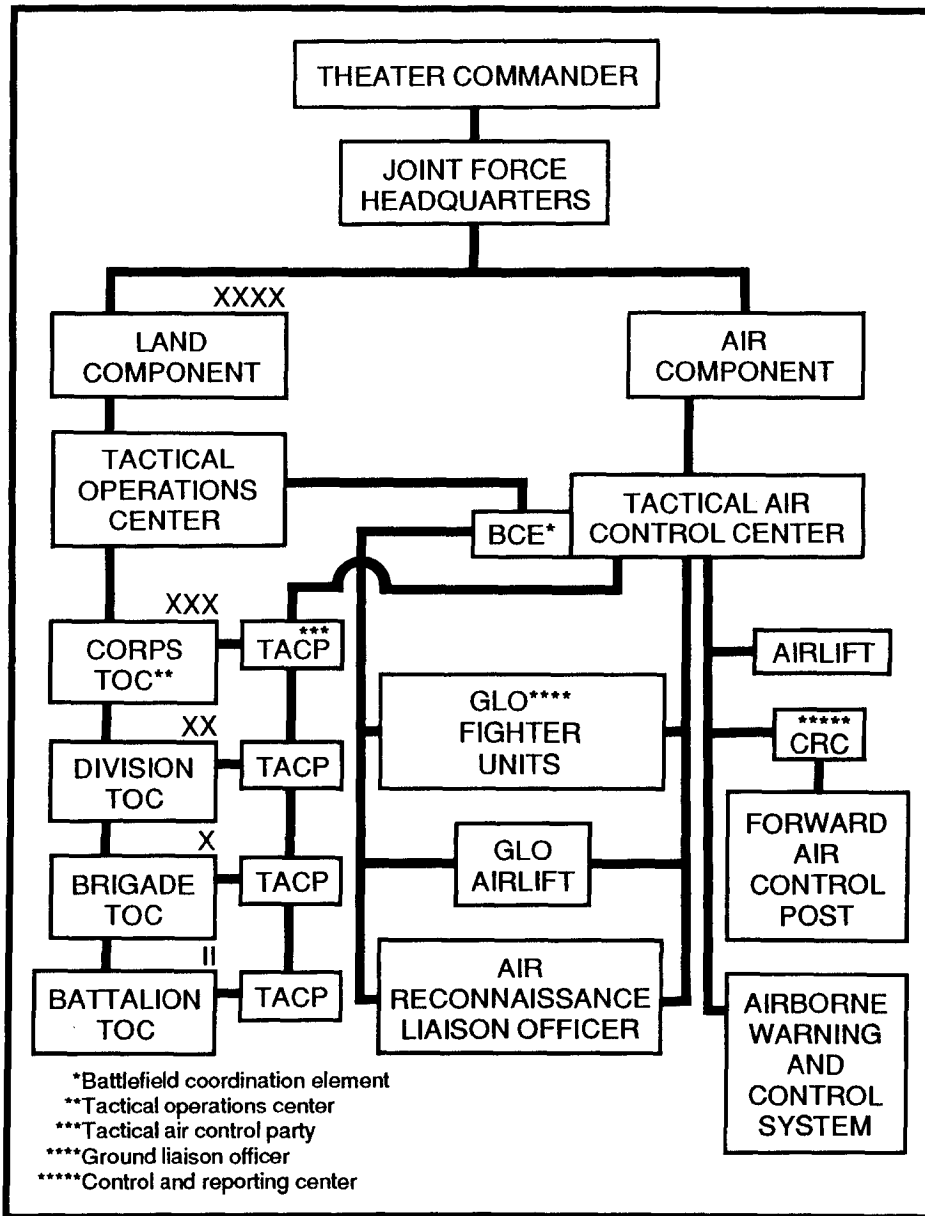 THEATER COMMANDER
JOINT FORCE
HEADQUARTERS
XXXX
LAND
COMPONENT
AIR
COMPONENT
TACTICAL
OPERATIONS
CENTER
BCE*
TACTICAL AIR
CONTROL CENTER
XXX
CORPS
TOC**
***
TACP
XX
DIVISION
TOC
TACP
X
BRIGADE
TOC
TACP
II
BATTALION
TOC
TACP
GLO****
FIGHTER
UNITS
GLO
AIRLIFT
AIR
RECONNAISSANCE
LIAISON OFFICER
AIRLIFT
*****
CRC
FORWARD
AIR
CONTROL
POST
AIRBORNE
WARNING
AND
CONTROL
SYSTEM
*Battlefield coordination element
**Tactical operations center
***Tactical air control party
****Ground liaison officer
*****Control and reporting center